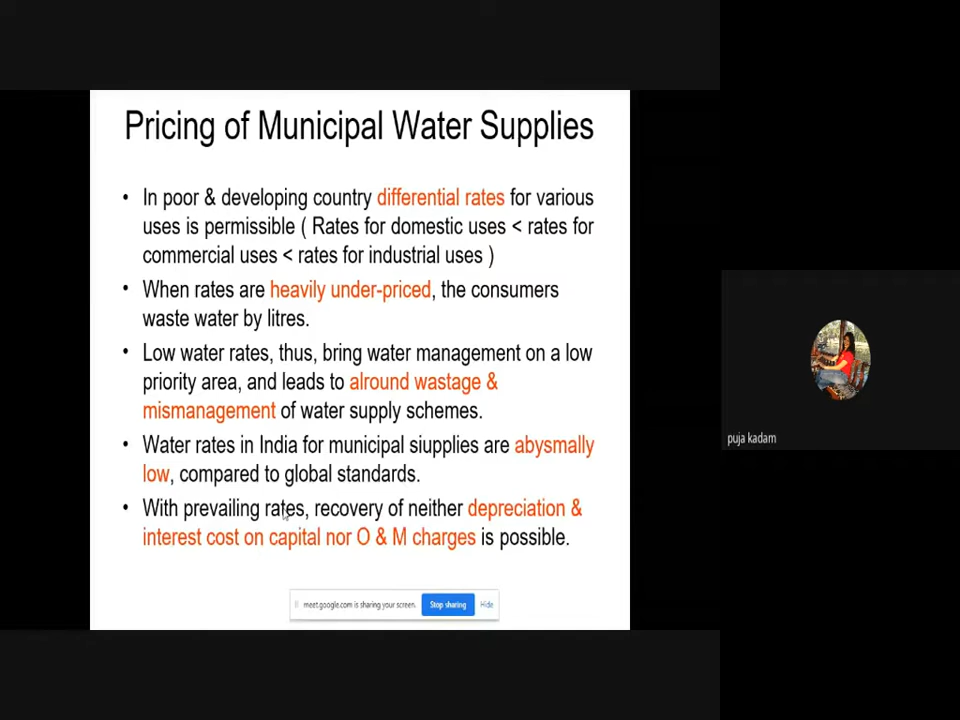 Pricing of Municipal Water Supplies
• In poor & developing country differential rates for various
uses is permissible ( Rates for domestic uses < rates for
commercial uses < rates for industrial uses )
• When rates are heavily under-priced, the consumers
waste water by litres.
• Low water rates, thus, bring water management on a low
priority area, and leads to alround wastage &
mismanagement of water supply schemes.
• Water rates in India for municipal siupplies are abysmally
low, compared to global standards.
• With prevailing rates, recovery of neither depreciation &
interest cost on capital nor O & M charges is possible.
meet.google.com is sharing your screen. Stop sharing Hide
puja kadam